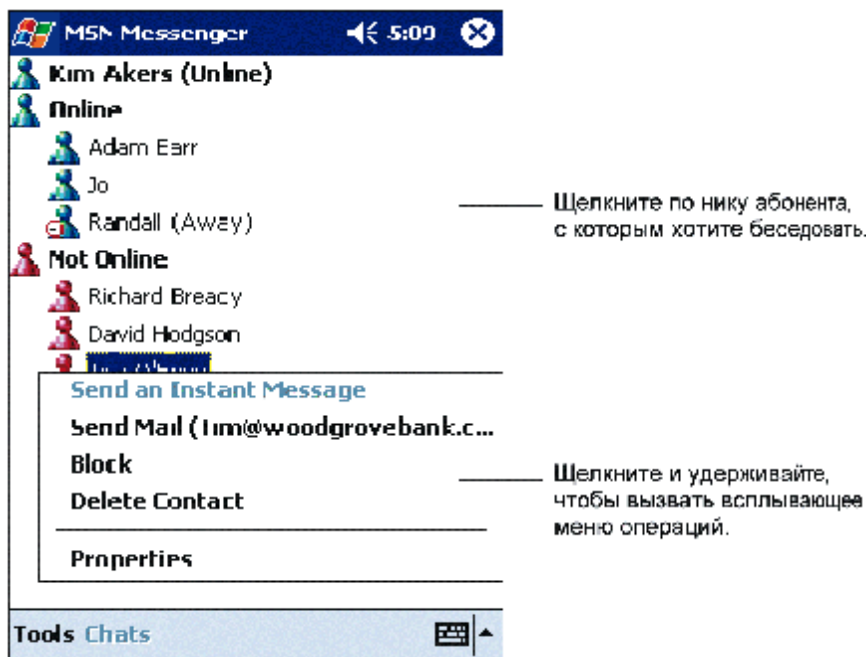 MSN Messenger 5:09
Kim Akers (Online)
Online
Adam Barr
Jo
Randall (Away)
Щелкните по нику абонента,
с которым хотите беседовать.
Not Online
Richard Breacy
David Hodgson
Send an Instant Message
Send Mail (Tim@woodgrovebank.c...
Block
Delete Contact
Щелкните и удерживайте,
чтобы вызвать всплывающее
меню операций.
Properties
Tools Chats